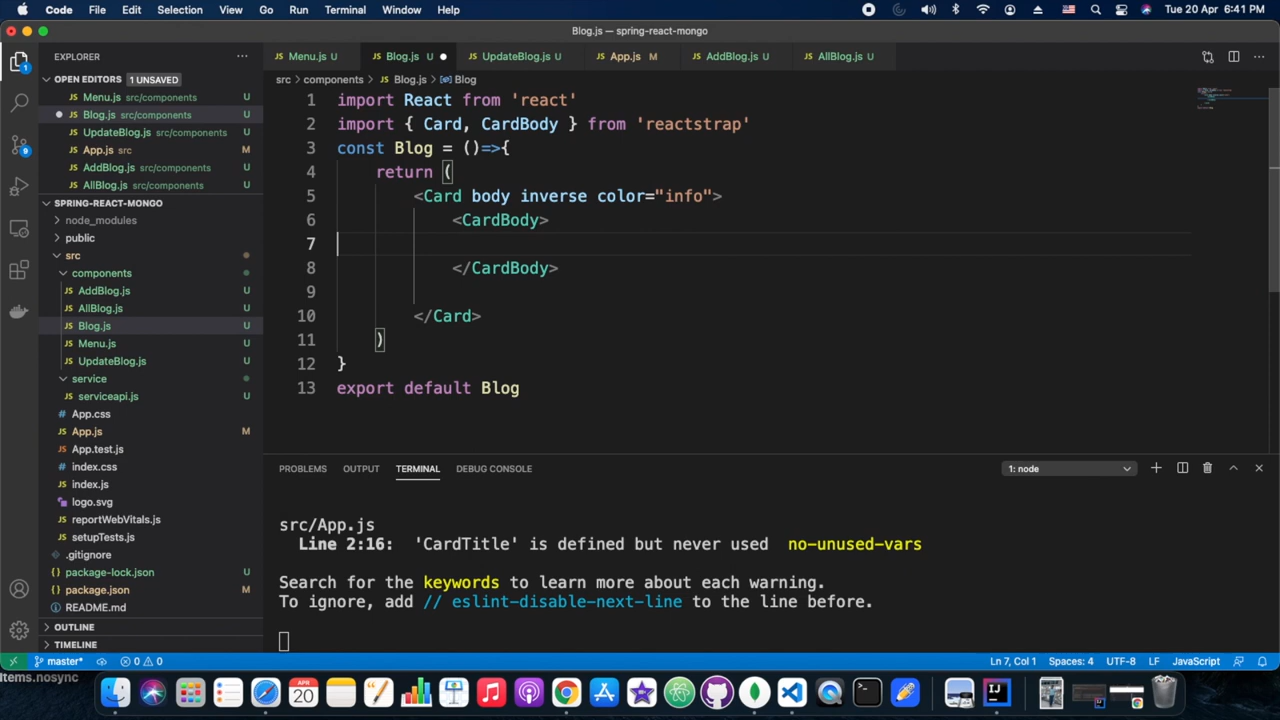 Code File Edit Selection View Go Run Terminal Window Help Tue 20 Apr 6:41 PM
Blog.js — spring-react-mongo
EXPLORER
Menu.js U Blog.js U UpdateBlog.js U App.js M AddBlog.js U AllBlog.js U
OPEN EDITORS 1 UNSAVED
Menu.js src/components U
Blog.js src/components U
UpdateBlog.js src/components U
App.js src M
AddBlog.js src/components U
AllBlog.js src/components U
SPRING-REACT-MONGO
node_modules
public
src
components
AddBlog.js U
AllBlog.js U
Blog.js U
Menu.js U
UpdateBlog.js U
service
serviceapi.js U
App.css
App.js M
App.test.js
index.css
index.js
logo.svg
reportWebVitals.js
setupTests.js
.gitignore
package-lock.json U
package.json M
README.md
OUTLINE
TIMELINE
src > components > Blog.js > Blog
1 import React from 'react'
2 import { Card, CardBody } from 'reactstrap'
3 const Blog = ()=>{
4 return (
5 <Card body inverse color="info">
6 <CardBody>
7
8 </CardBody>
9
10 </Card>
11 )
12 }
13 export default Blog
PROBLEMS OUTPUT TERMINAL DEBUG CONSOLE 1: node
src/App.js
Line 2:16: 'CardTitle' is defined but never used no-unused-vars
Search for the keywords to learn more about each warning.
To ignore, add // eslint-disable-next-line to the line before.
master* 0 0 Ln 7, Col 1 Spaces: 4 UTF-8 LF JavaScript
items.nosync
APR
20